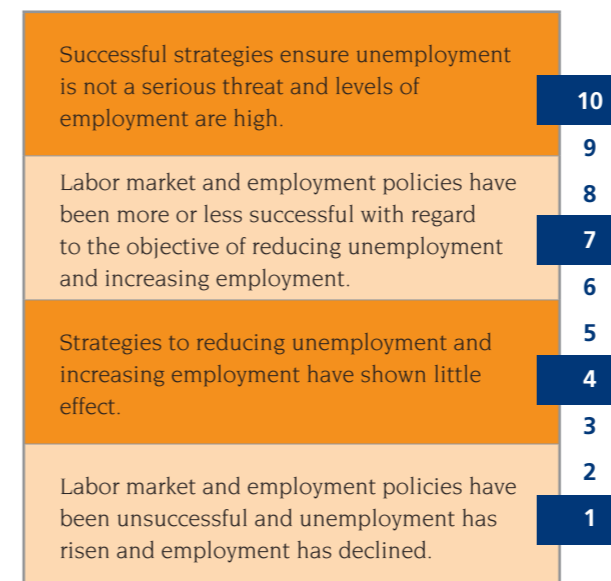 Successful strategies ensure unemployment
is not a serious threat and levels of
employment are high.
10
9
Labor market and employment policies have
been more or less successful with regard
to the objective of reducing unemployment
and increasing employment.
8
7
6
Strategies to reducing unemployment and
increasing employment have shown little
effect.
5
4
3
Labor market and employment policies have
been unsuccessful and unemployment has
risen and employment has declined.
2
1